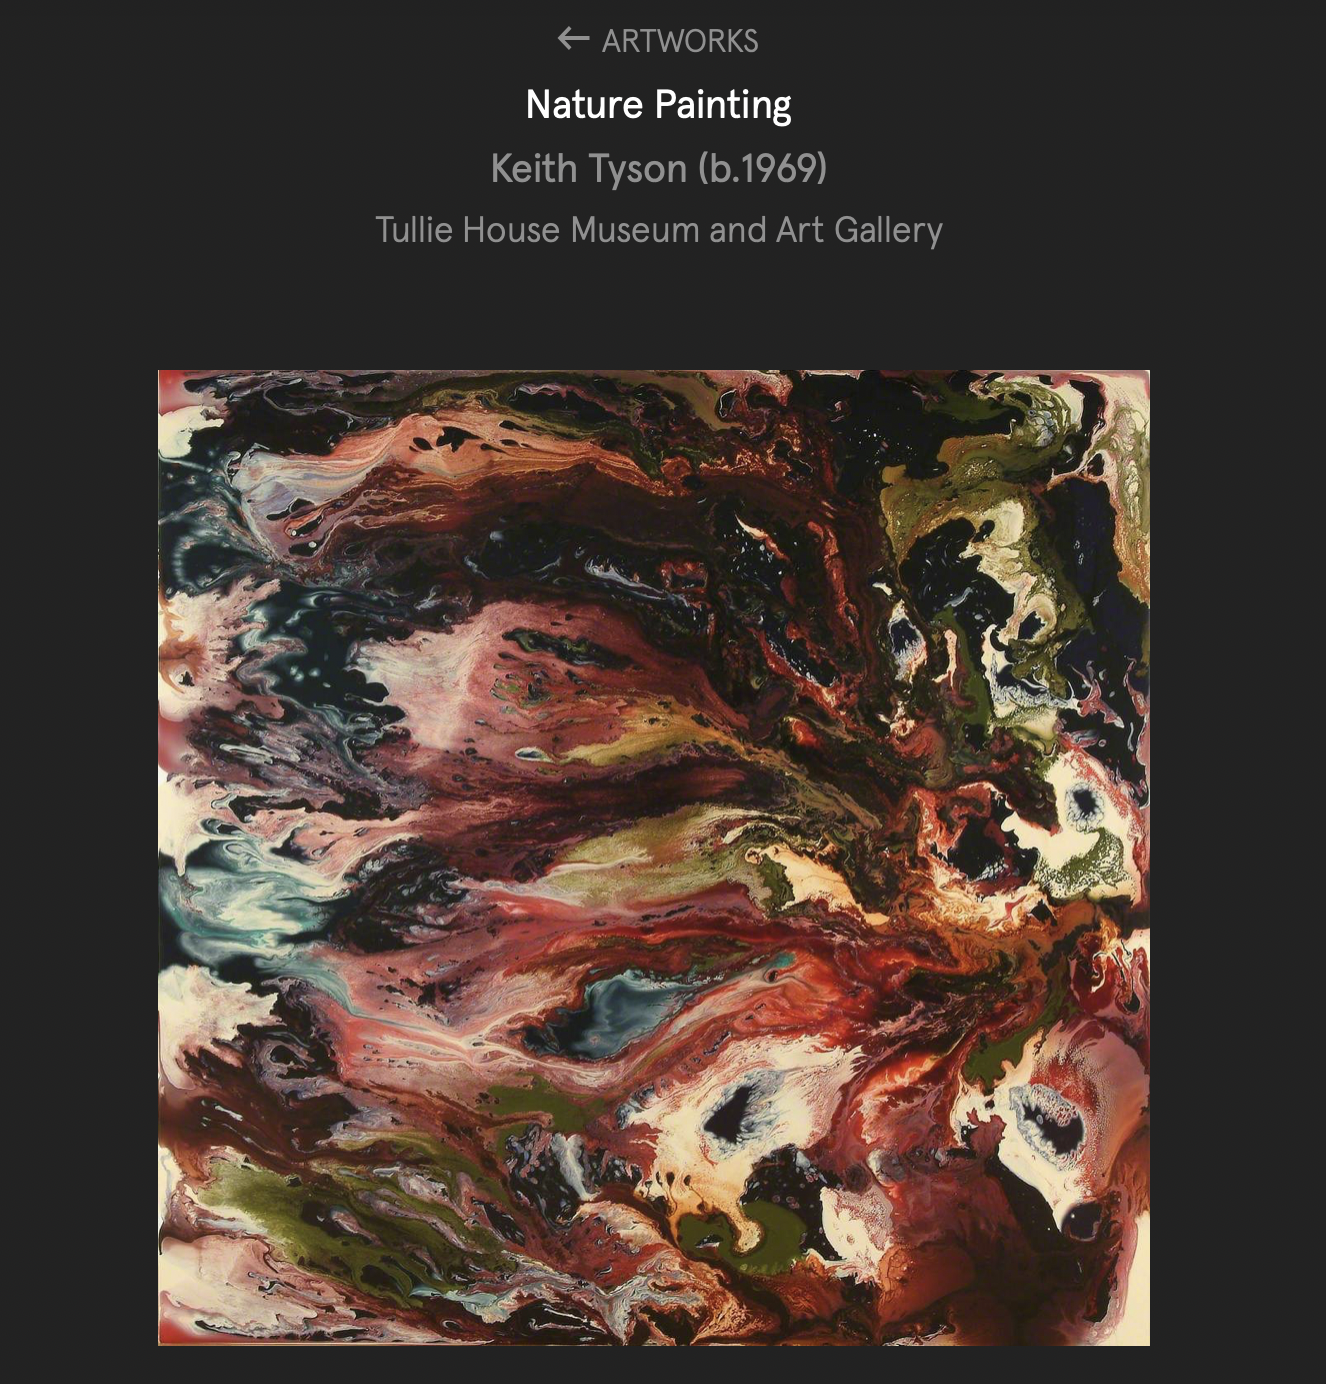 ← ARTWORKS
Nature Painting
Keith Tyson (b.1969)
Tullie House Museum and Art Gallery